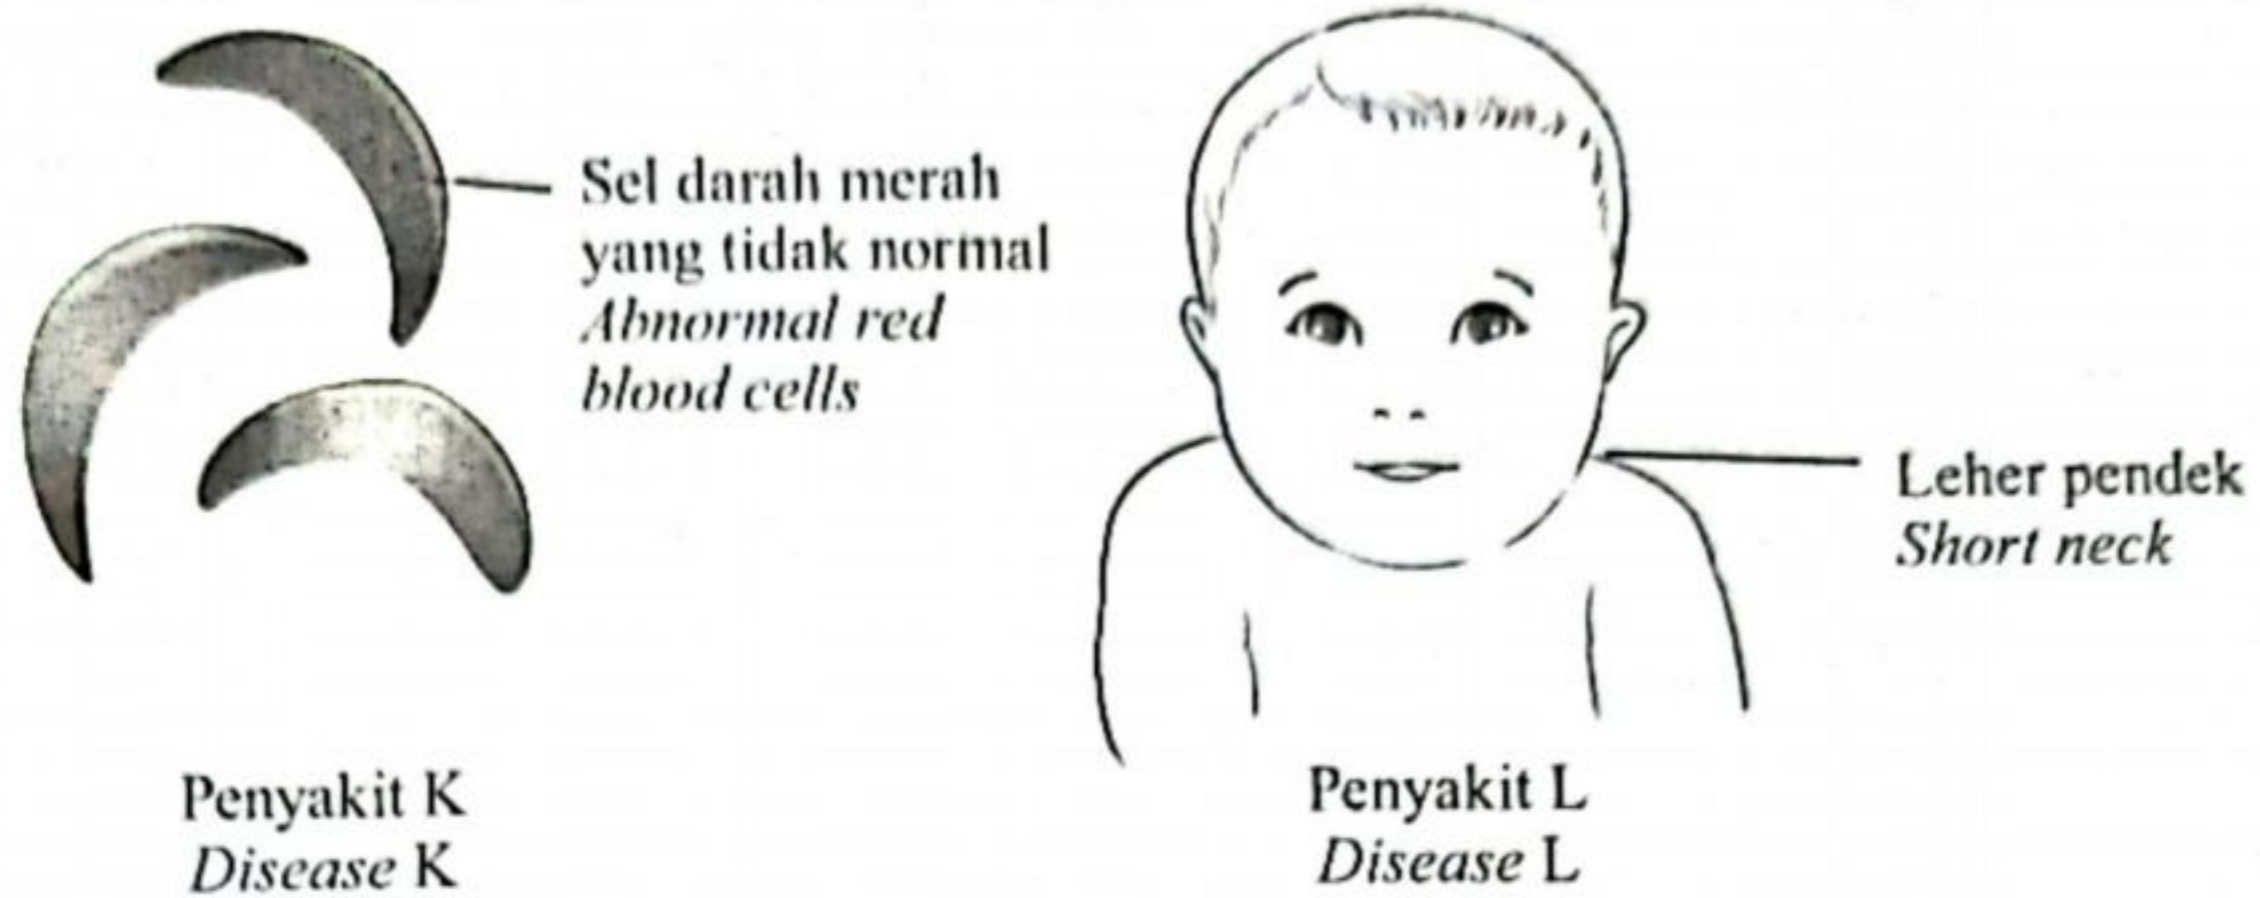 Sel darah merah
yang tidak normal
Abnormal red
blood cells
Leher pendek
Short neck
Penyakit K
Disease K
Penyakit L
Disease L